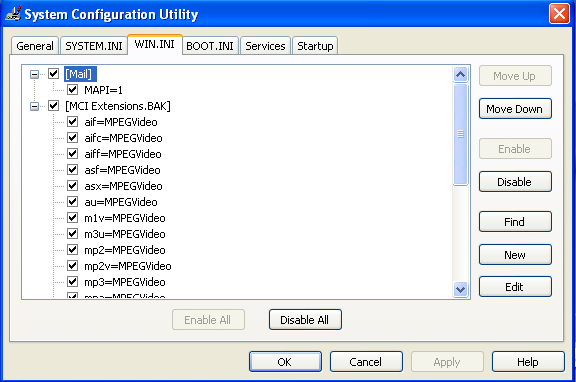 System Configuration Utility
General SYSTEM.INI WIN.INI BOOT.INI Services Startup
[Mail]
MAPI=1
[MCI Extensions.BAK]
aif=MPEGVideo
aifc=MPEGVideo
aiff=MPEGVideo
asf=MPEGVideo
asx=MPEGVideo
au=MPEGVideo
m1v=MPEGVideo
m3u=MPEGVideo
mp2=MPEGVideo
mp2v=MPEGVideo
mp3=MPEGVideo
mpa=MPEGVideo
Move Up
Move Down
Enable
Disable
Find
New
Edit
Enable All Disable All
OK Cancel Apply Help